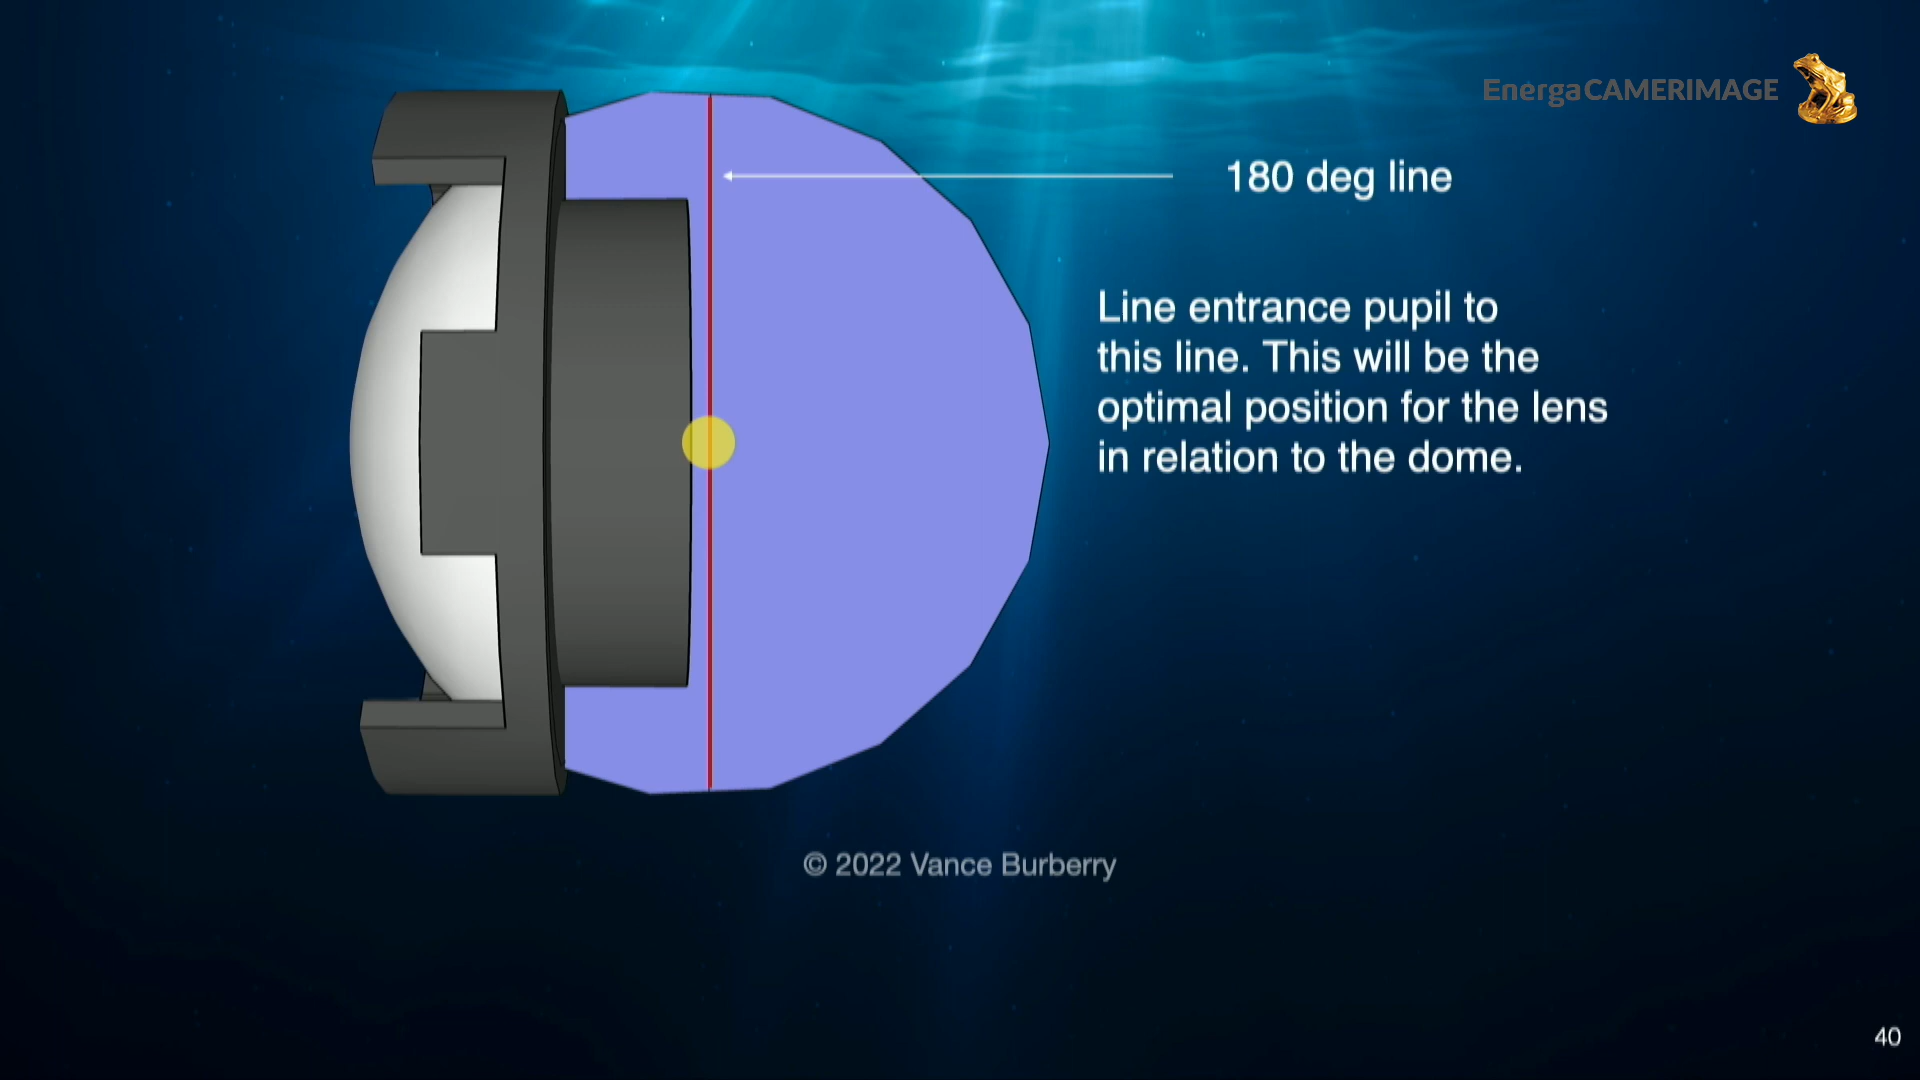 EnergaCAMERIMAGE
180 deg line
Line entrance pupil to
this line. This will be the
optimal position for the lens
in relation to the dome.
© 2022 Vance Burberry
40